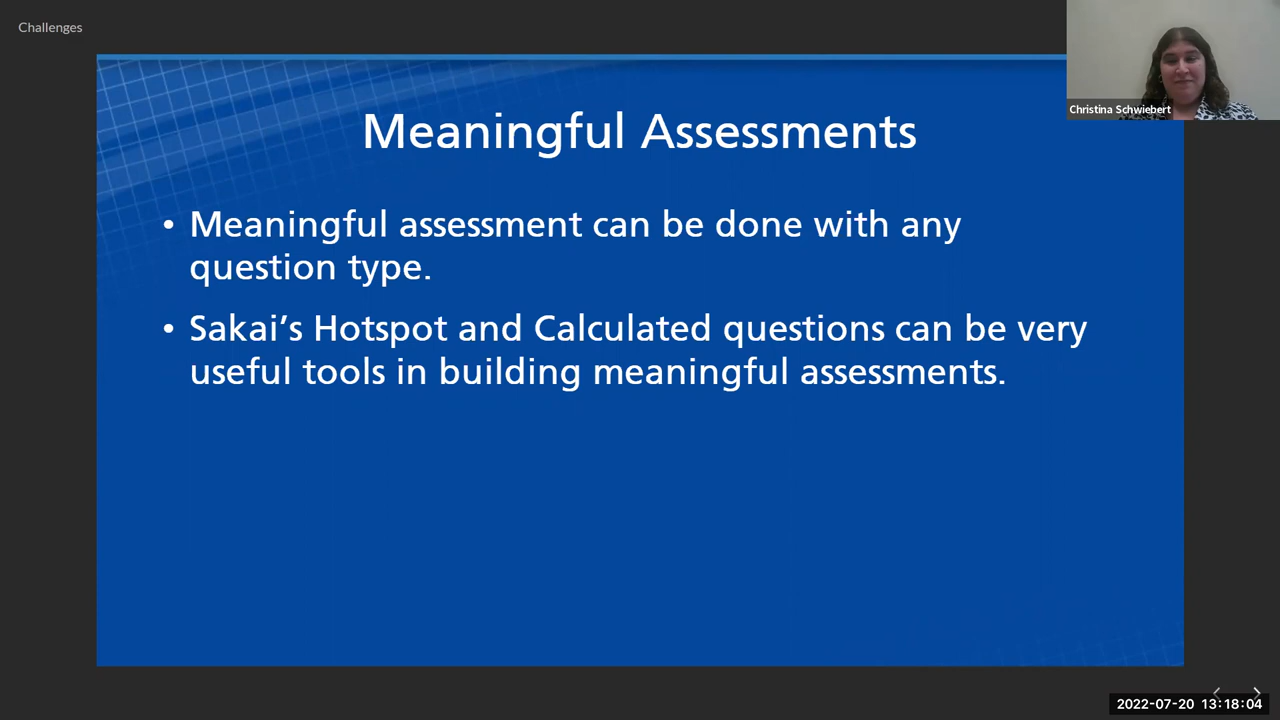 Challenges
Christina Schwiebert
Meaningful Assessments
• Meaningful assessment can be done with any
question type.
• Sakai’s Hotspot and Calculated questions can be very
useful tools in building meaningful assessments.
2022-07-20 13:18:04